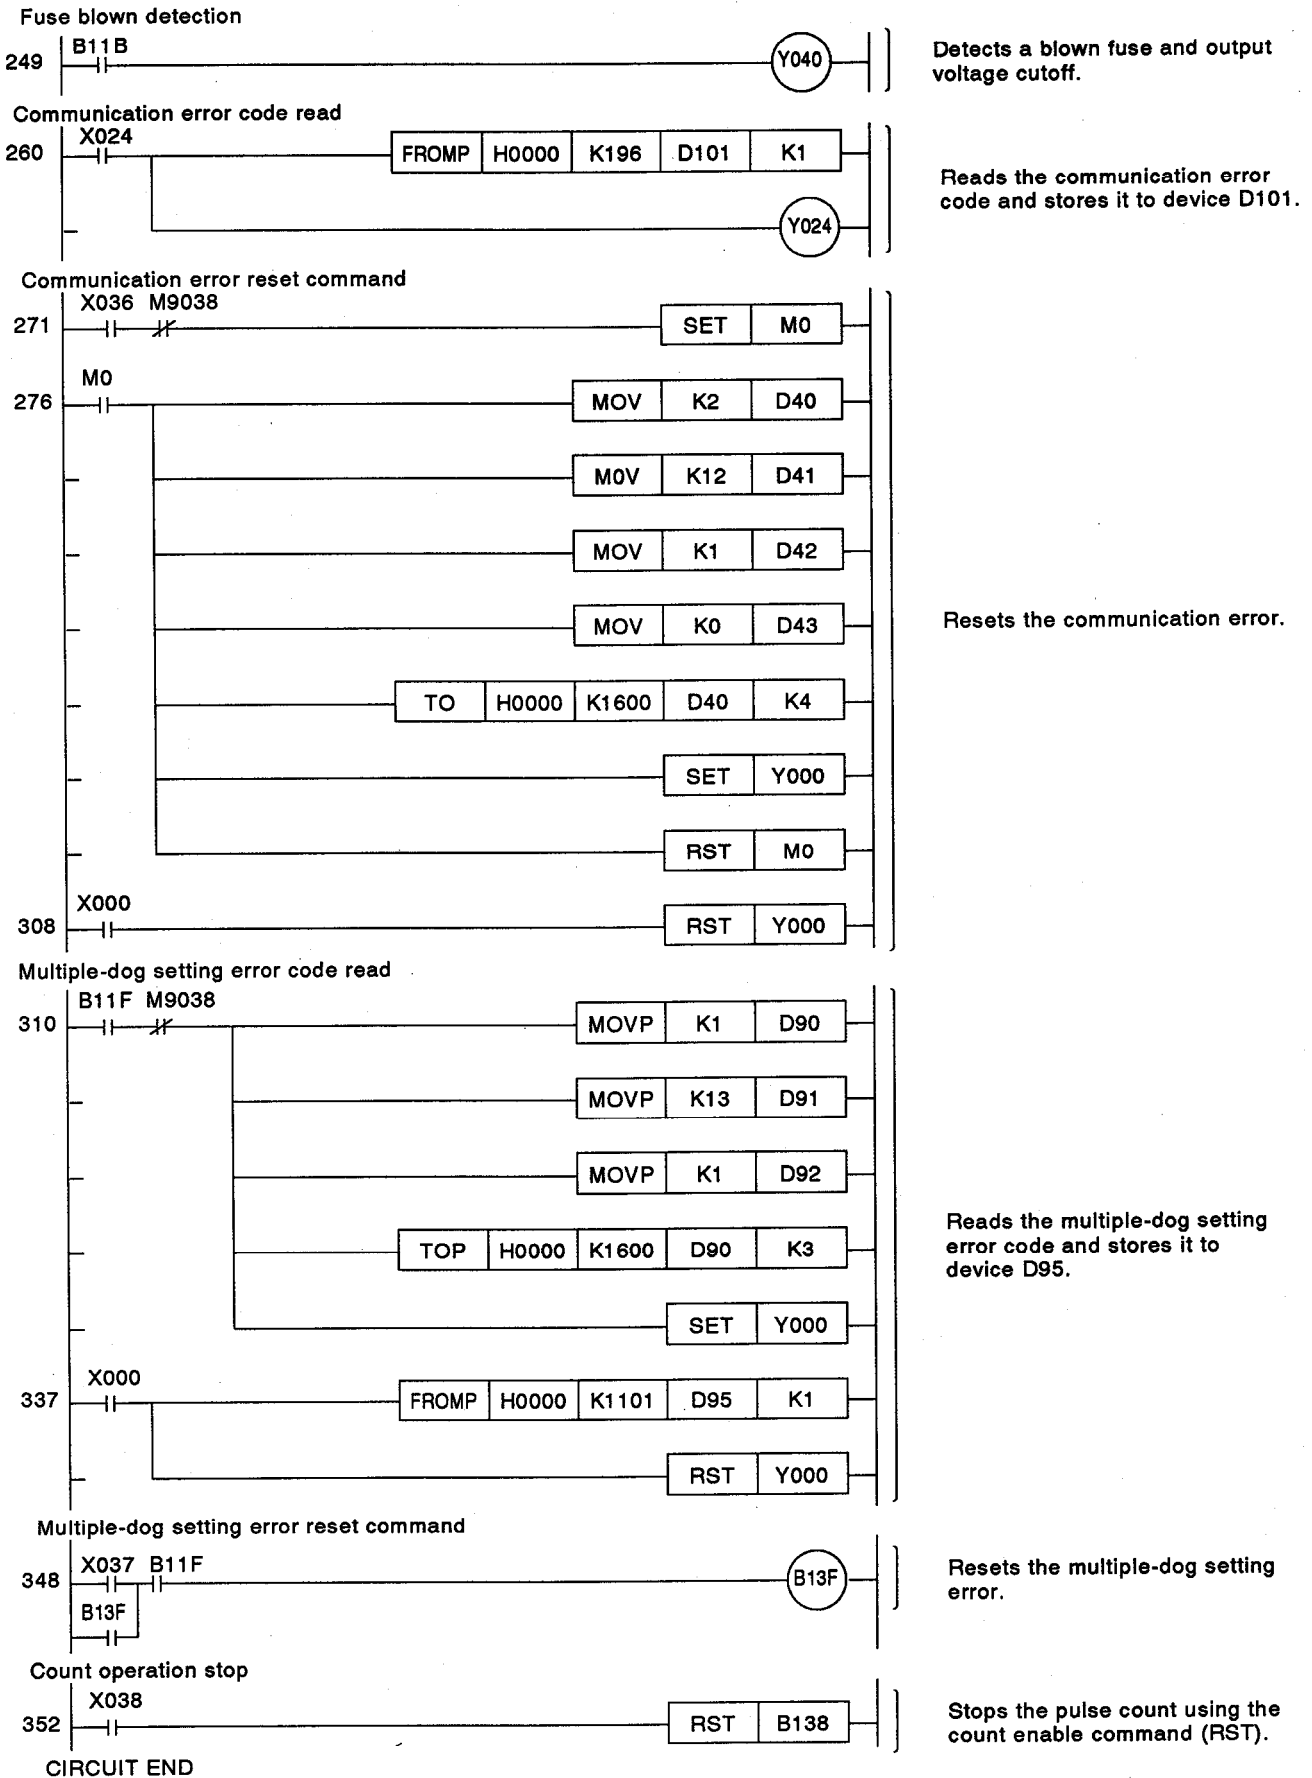 Fuse blown detection
B11B
249
Y040
Detects a blown fuse and output
voltage cutoff.
Communication error code read
X024
260
FROMP H0000 K196 D101 K1
Reads the communication error
code and stores it to device D101.
Y024
Communication error reset command
X036 M9038
271
SET M0
M0
276
MOV K2 D40
MOV K12 D41
MOV K1 D42
MOV K0 D43
Resets the communication error.
TO H0000 K1600 D40 K4
SET Y000
RST M0
X000
308
RST Y000
Multiple-dog setting error code read
B11F M9038
310
MOVP K1 D90
MOVP K13 D91
MOVP K1 D92
Reads the multiple-dog setting
error code and stores it to
device D95.
TOP H0000 K1600 D90 K3
SET Y000
X000
337
FROMP H0000 K1101 D95 K1
RST Y000
Multiple-dog setting error reset command
X037 B11F
348
B13F
Resets the multiple-dog setting
error.
B13F
Count operation stop
X038
352
RST B138
Stops the pulse count using the
count enable command (RST).
CIRCUIT END